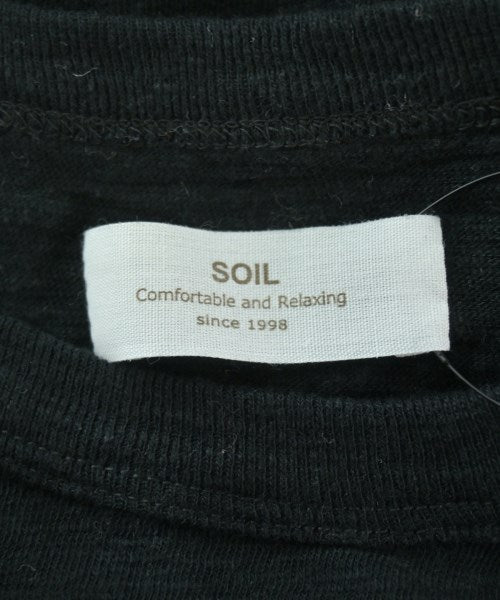 SOIL
Comfortable and Relaxing
since 1998